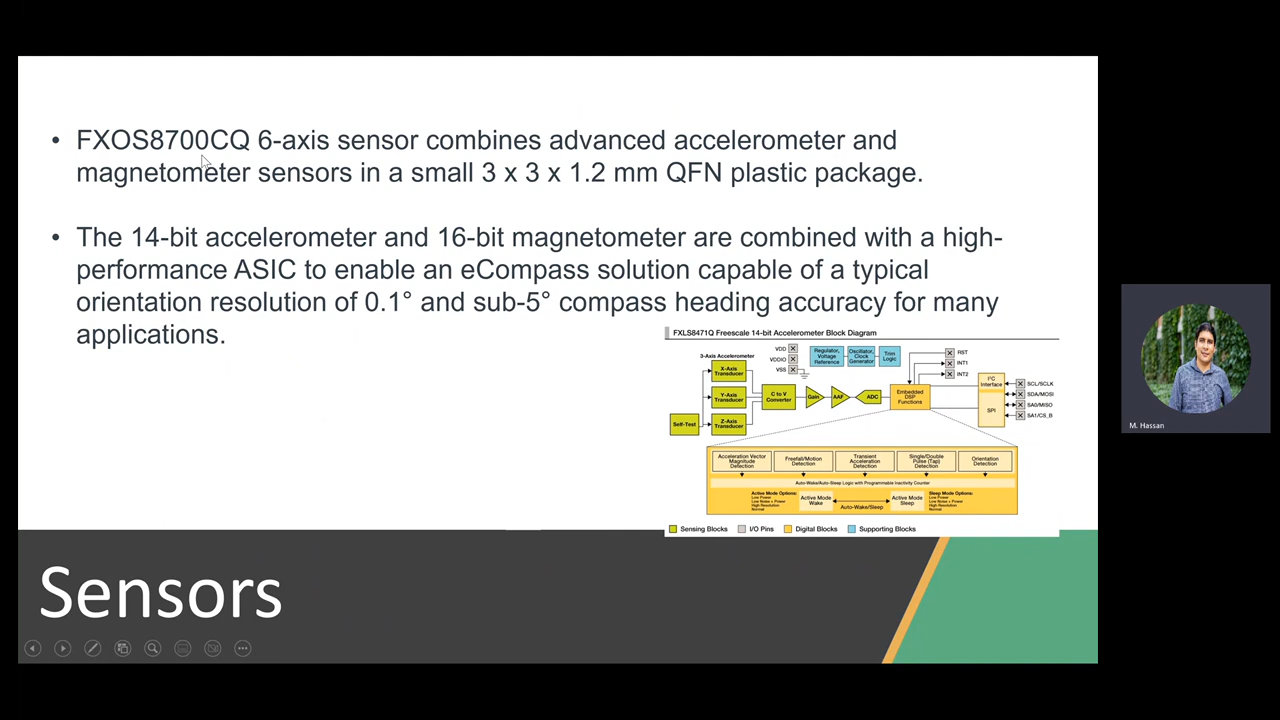 • FXOS8700CQ 6-axis sensor combines advanced accelerometer and
magnetometer sensors in a small 3 x 3 x 1.2 mm QFN plastic package.
• The 14-bit accelerometer and 16-bit magnetometer are combined with a high-
performance ASIC to enable an eCompass solution capable of a typical
orientation resolution of 0.1° and sub-5° compass heading accuracy for many
applications.
FXLS8471Q Freescale 14-bit Accelerometer Block Diagram
3-Axis Accelerometer
X-Axis
Transducer
Y-Axis
Transducer
Z-Axis
Transducer
Self-Test
VDD
VDDIO
VSS
C to V
Converter
Regulator,
Voltage
Reference
Oscillator,
Clock
Generator
Trim
Logic
Gain
AAF
ADC
Embedded
DSP
Functions
RST
INT1
INT2
I²C
Interface
SPI
SCL/SCLK
SDA/MOSI
SA0/MISO
SA1/CS_B
Acceleration Vector
Magnitude
Detection
Freefall/Motion
Detection
Transient
Acceleration
Detection
Single/Double
Pulse (Tap)
Detection
Orientation
Detection
Auto-Wake/Auto-Sleep Logic with Programmable Inactivity Counter
Active Mode Options:
Low Power
Low Noise + Power
High Resolution
Normal
Active Mode
Wake
Auto-Wake/Sleep
Active Mode
Sleep
Sleep Mode Options:
Low Power
Low Noise + Power
High Resolution
Normal
Sensing Blocks
I/O Pins
Digital Blocks
Supporting Blocks
Sensors
M. Hassan